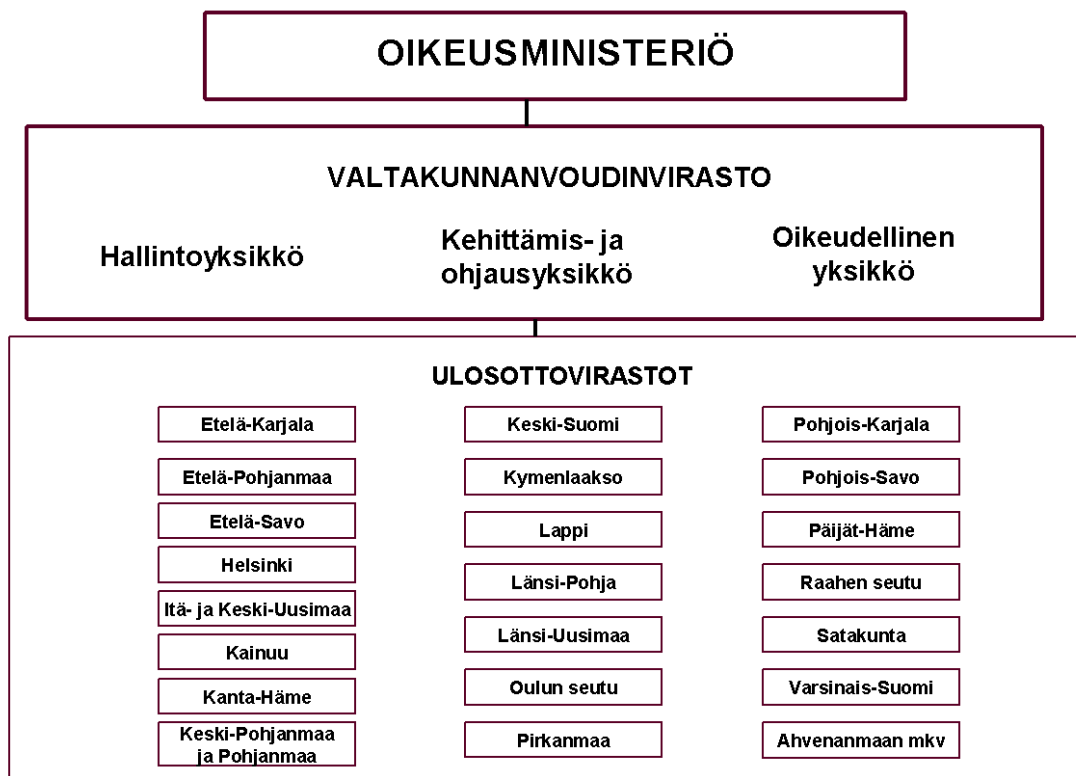 OIKEUSMINISTERIÖ
VALTAKUNNANVOUDINVIRASTO
Hallintoyksikkö
Kehittämis- ja
ohjausyksikkö
Oikeudellinen
yksikkö
ULOSOTTOVIRASTOT
Etelä-Karjala
Etelä-Pohjanmaa
Etelä-Savo
Helsinki
Itä- ja Keski-Uusimaa
Kainuu
Kanta-Häme
Keski-Pohjanmaa
ja Pohjanmaa
Keski-Suomi
Kymenlaakso
Lappi
Länsi-Pohja
Länsi-Uusimaa
Oulun seutu
Pirkanmaa
Pohjois-Karjala
Pohjois-Savo
Päijät-Häme
Raahen seutu
Satakunta
Varsinais-Suomi
Ahvenanmaan mkv